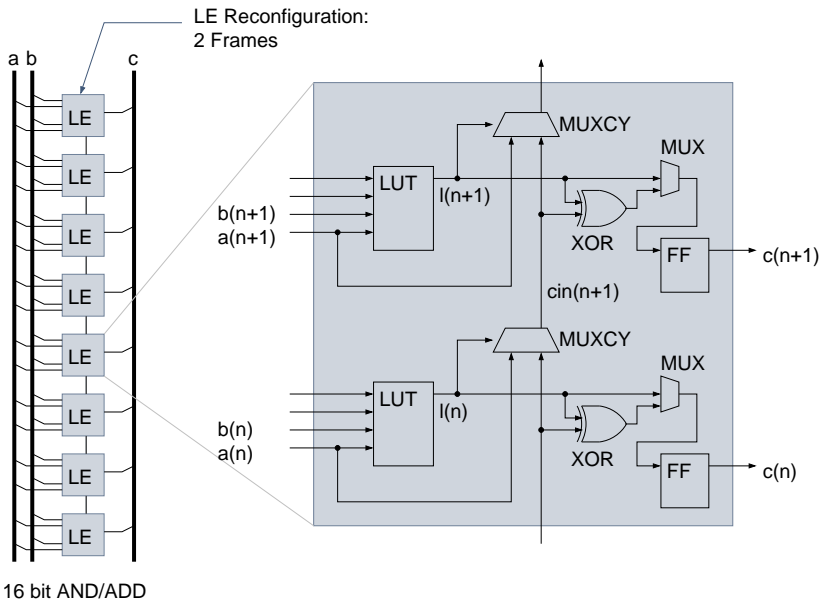 LE Reconfiguration:
2 Frames
a b c
LE
LE
LE
LE
LE
LE
LE
LE
16 bit AND/ADD
MUXCY
MUX
LUT
l(n+1)
b(n+1)
a(n+1)
XOR
FF
c(n+1)
cin(n+1)
MUXCY
MUX
LUT
l(n)
b(n)
a(n)
XOR
FF
c(n)